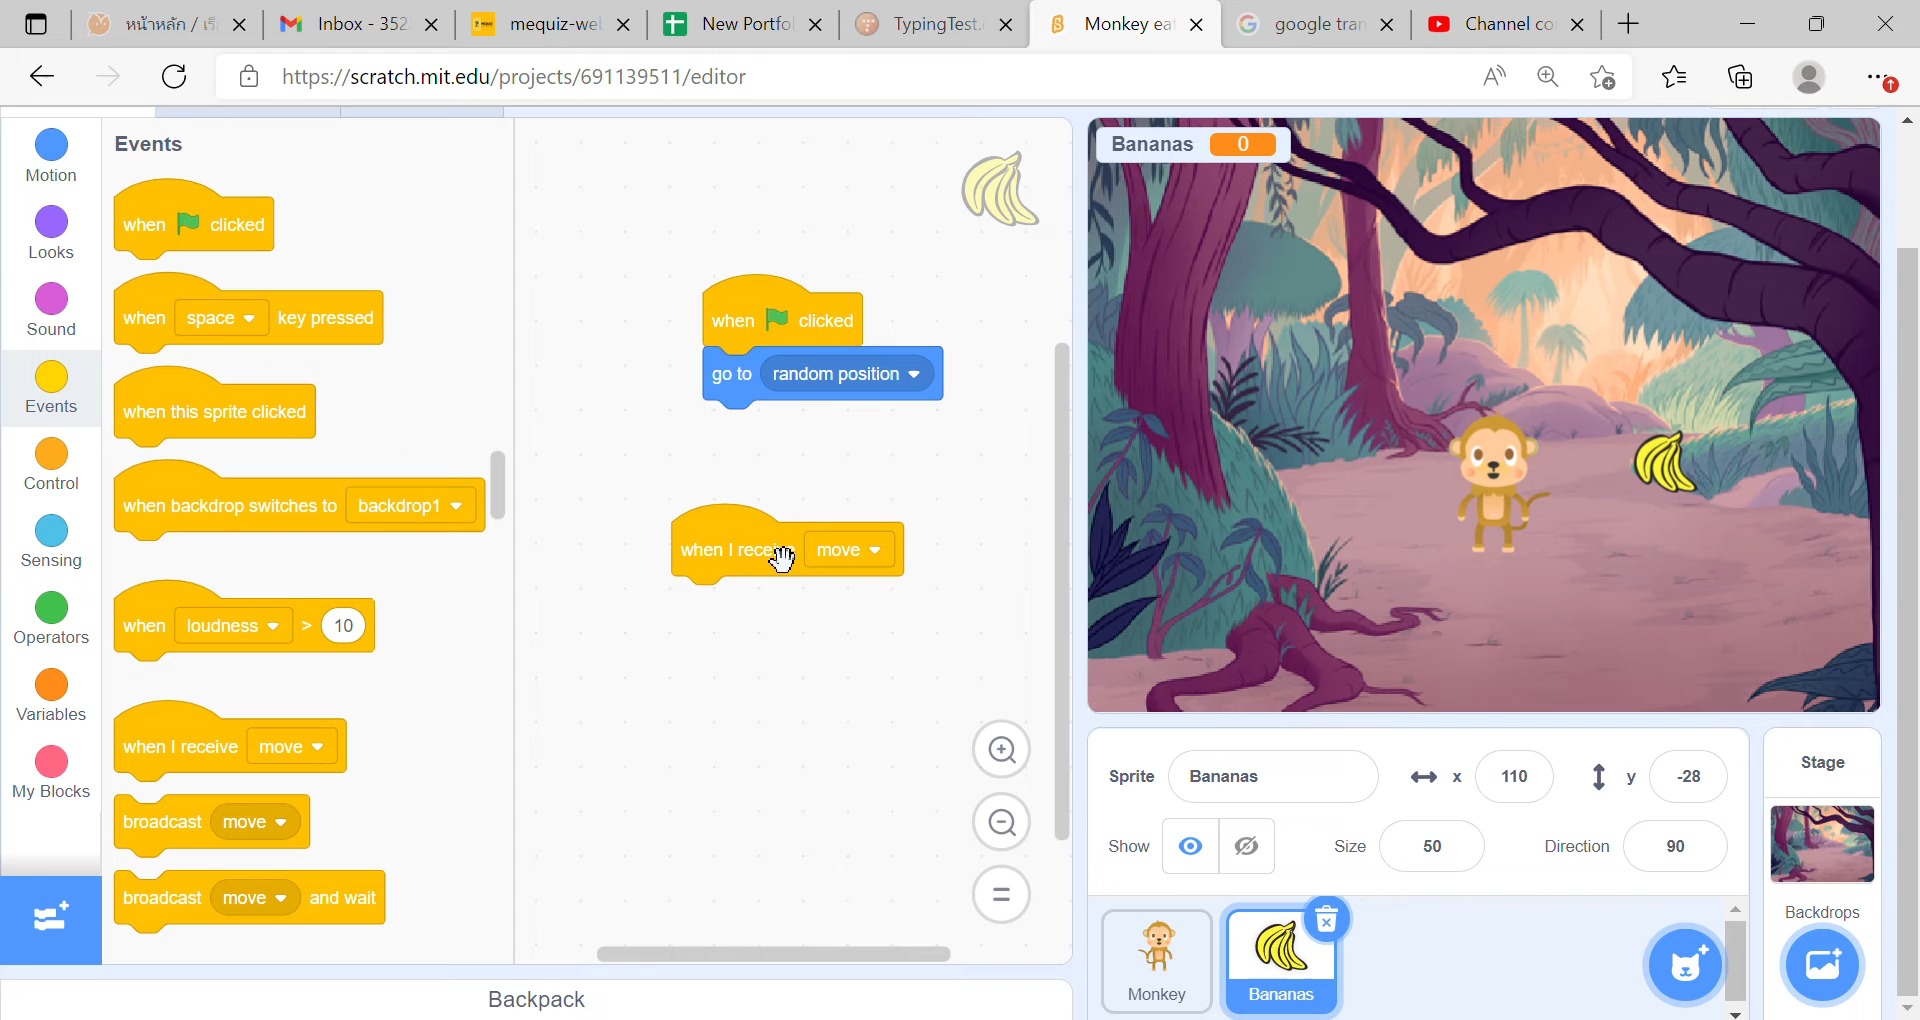 หน้าหลัก / เรี
Inbox - 352
mequiz-wel
New Portfo
TypingTest.
Monkey ea
google tran
Channel co
https://scratch.mit.edu/projects/691139511/editor
Motion
Looks
Sound
Events
Control
Sensing
Operators
Variables
My Blocks
Events
when clicked
when space key pressed
when this sprite clicked
when backdrop switches to backdrop1
when loudness > 10
when I receive move
broadcast move
broadcast move and wait
when clicked
go to random position
when I recei move
Backpack
Bananas 0
Sprite Bananas x 110 y -28
Show Size 50 Direction 90
Monkey
Bananas
Stage
Backdrops